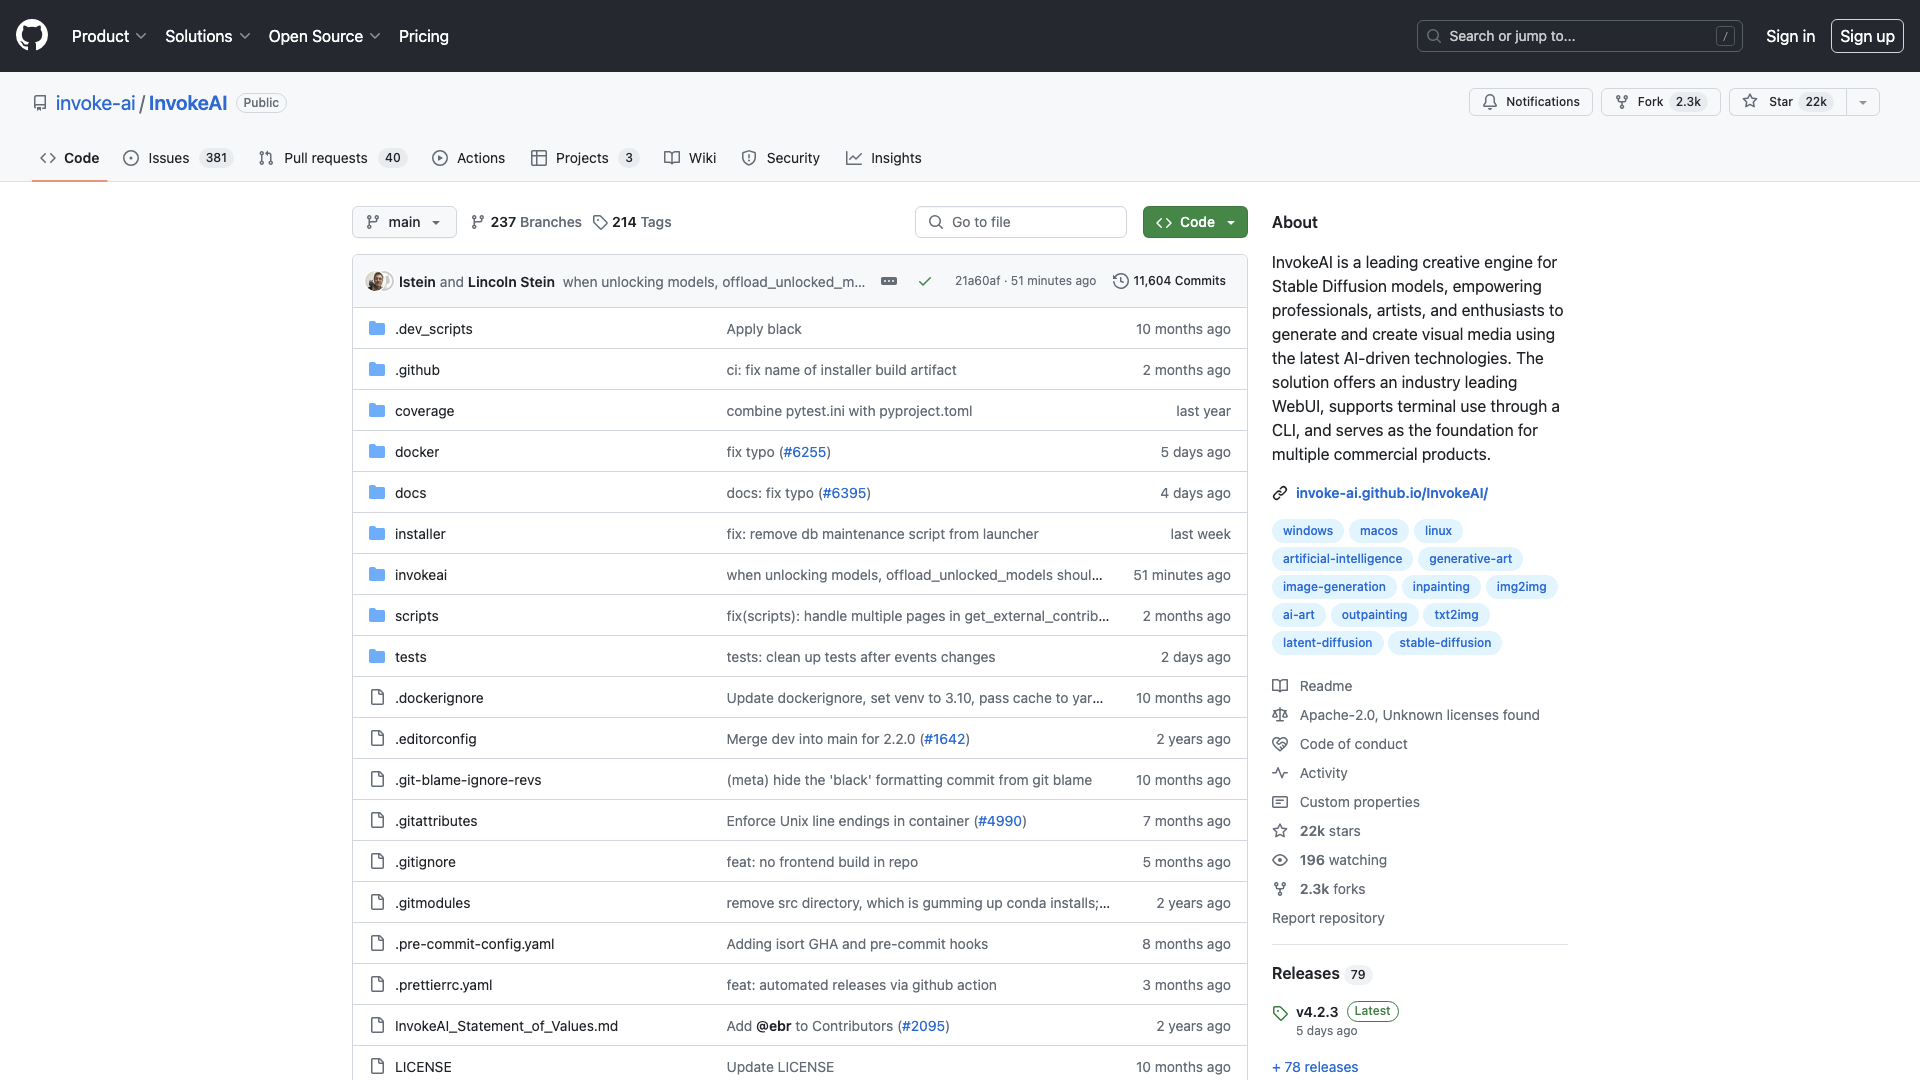 Product Solutions Open Source Pricing Search or jump to... / Sign in Sign up
invoke-ai / InvokeAI Public Notifications Fork 2.3k Star 22k
Code Issues 381 Pull requests 40 Actions Projects 3 Wiki Security Insights
main 237 Branches 214 Tags Go to file Code
lstein and Lincoln Stein when unlocking models, offload_unlocked_m... 21a60af · 51 minutes ago 11,604 Commits
.dev_scripts Apply black 10 months ago
.github ci: fix name of installer build artifact 2 months ago
coverage combine pytest.ini with pyproject.toml last year
docker fix typo (#6255) 5 days ago
docs docs: fix typo (#6395) 4 days ago
installer fix: remove db maintenance script from launcher last week
invokeai when unlocking models, offload_unlocked_models shoul... 51 minutes ago
scripts fix(scripts): handle multiple pages in get_external_contrib... 2 months ago
tests tests: clean up tests after events changes 2 days ago
.dockerignore Update dockerignore, set venv to 3.10, pass cache to yar... 10 months ago
.editorconfig Merge dev into main for 2.2.0 (#1642) 2 years ago
.git-blame-ignore-revs (meta) hide the 'black' formatting commit from git blame 10 months ago
.gitattributes Enforce Unix line endings in container (#4990) 7 months ago
.gitignore feat: no frontend build in repo 5 months ago
.gitmodules remove src directory, which is gumming up conda installs;... 2 years ago
.pre-commit-config.yaml Adding isort GHA and pre-commit hooks 8 months ago
.prettierrc.yaml feat: automated releases via github action 3 months ago
InvokeAI_Statement_of_Values.md Add @ebr to Contributors (#2095) 2 years ago
LICENSE Update LICENSE 10 months ago
About
InvokeAI is a leading creative engine for
Stable Diffusion models, empowering
professionals, artists, and enthusiasts to
generate and create visual media using
the latest AI-driven technologies. The
solution offers an industry leading
WebUI, supports terminal use through a
CLI, and serves as the foundation for
multiple commercial products.
invoke-ai.github.io/InvokeAI/
windows macos linux
artificial-intelligence generative-art
image-generation inpainting img2img
ai-art outpainting txt2img
latent-diffusion stable-diffusion
Readme
Apache-2.0, Unknown licenses found
Code of conduct
Activity
Custom properties
22k stars
196 watching
2.3k forks
Report repository
Releases 79
v4.2.3 Latest
5 days ago
+ 78 releases